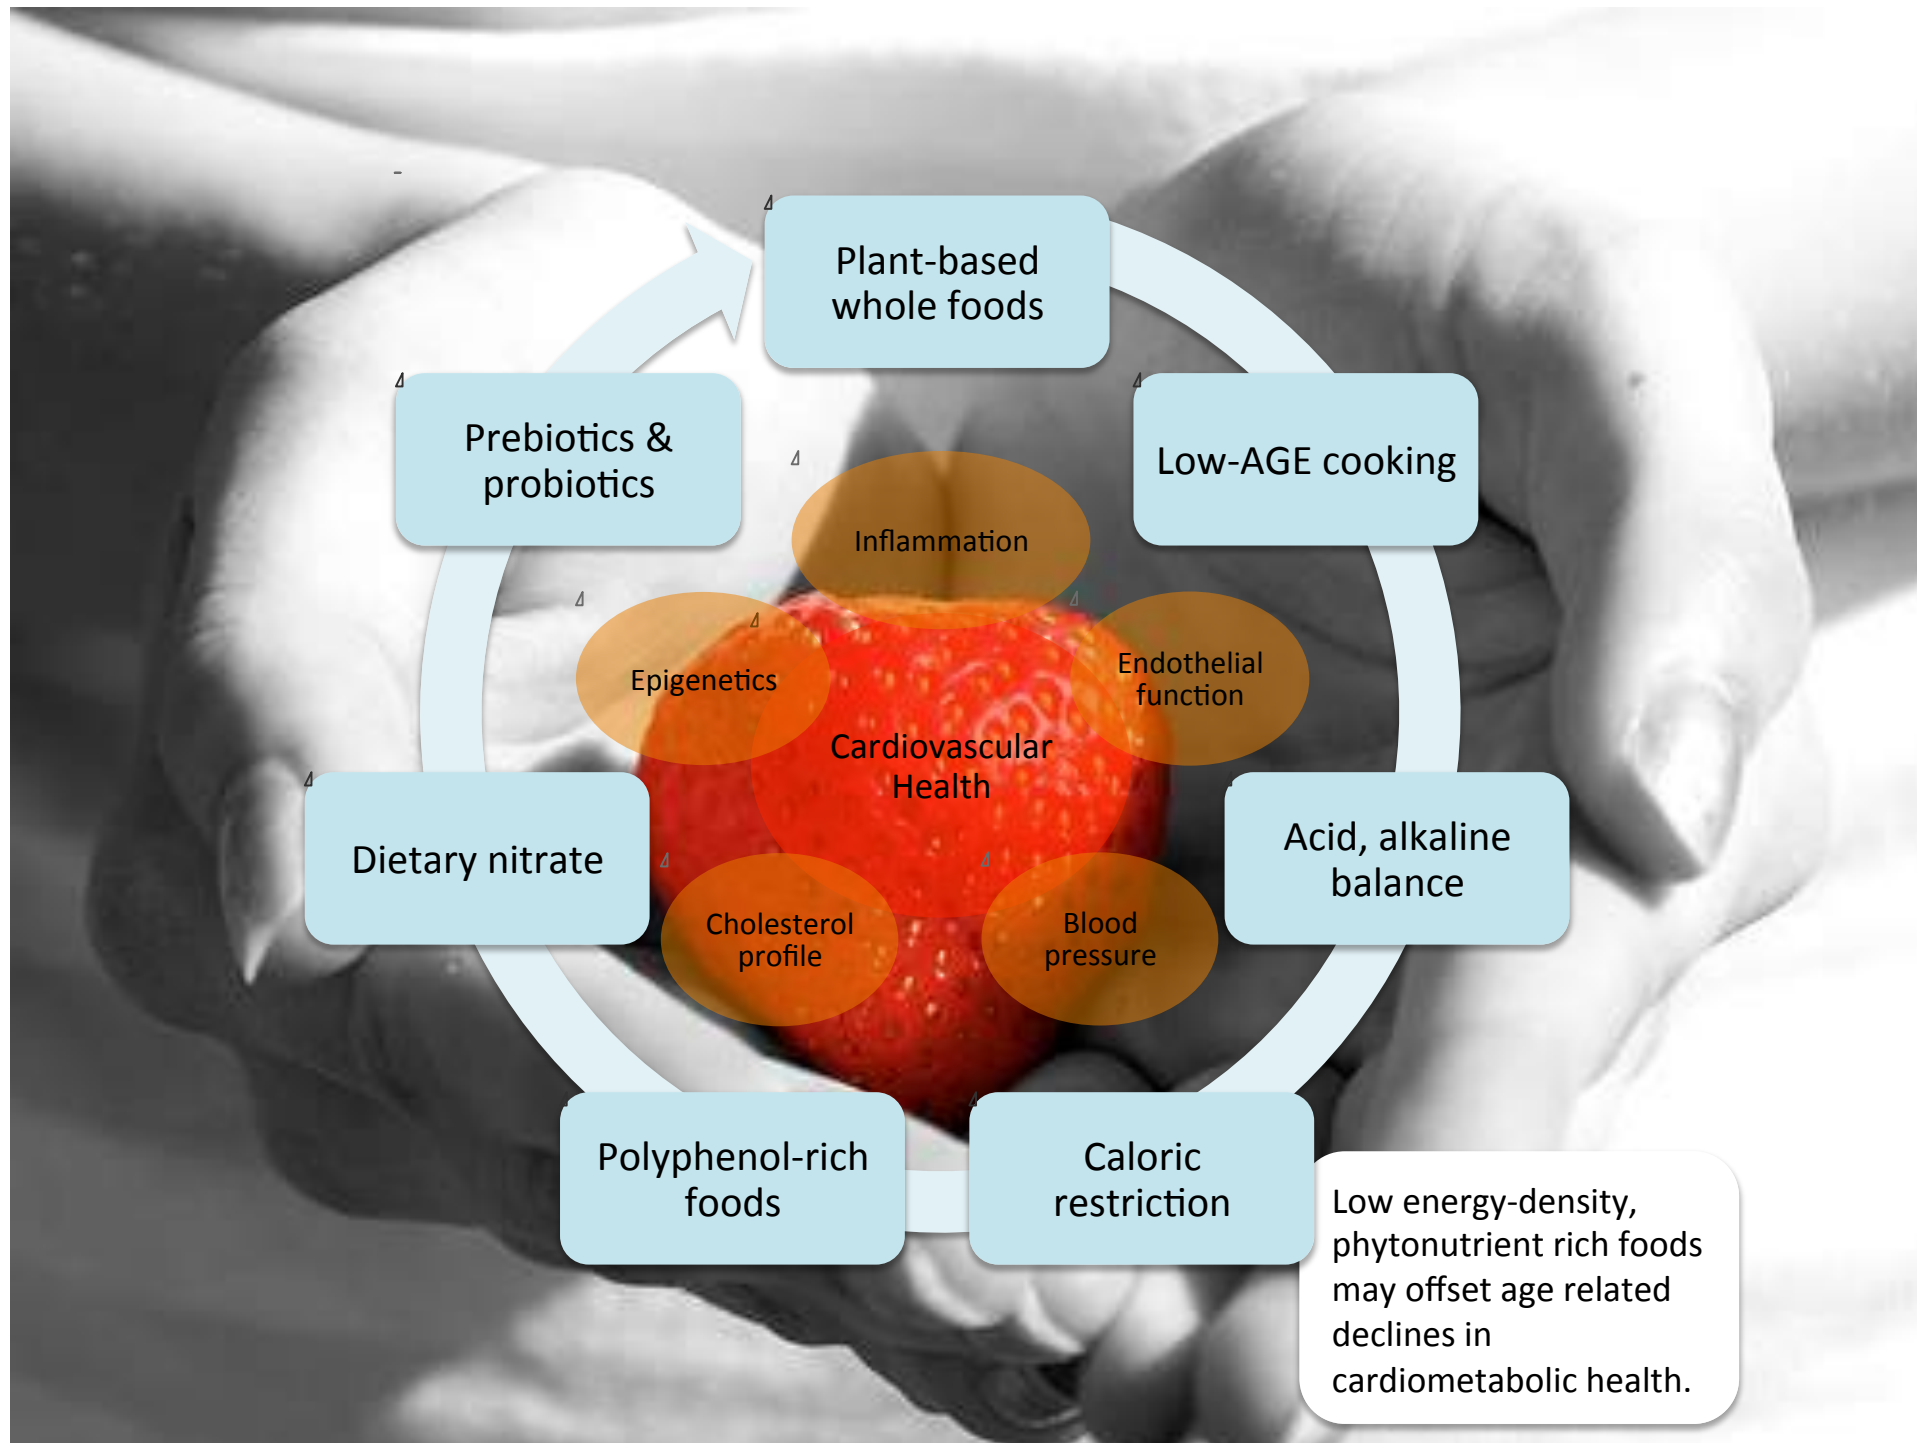 Plant-based
whole foods
Prebiotics &
probiotics
Low-AGE cooking
Inflammation
Epigenetics
Endothelial
function
Cardiovascular
Health
Dietary nitrate
Acid, alkaline
balance
Cholesterol
profile
Blood
pressure
Polyphenol-rich
foods
Caloric
restriction
Low energy-density,
phytonutrient rich foods
may offset age related
declines in
cardiometabolic health.